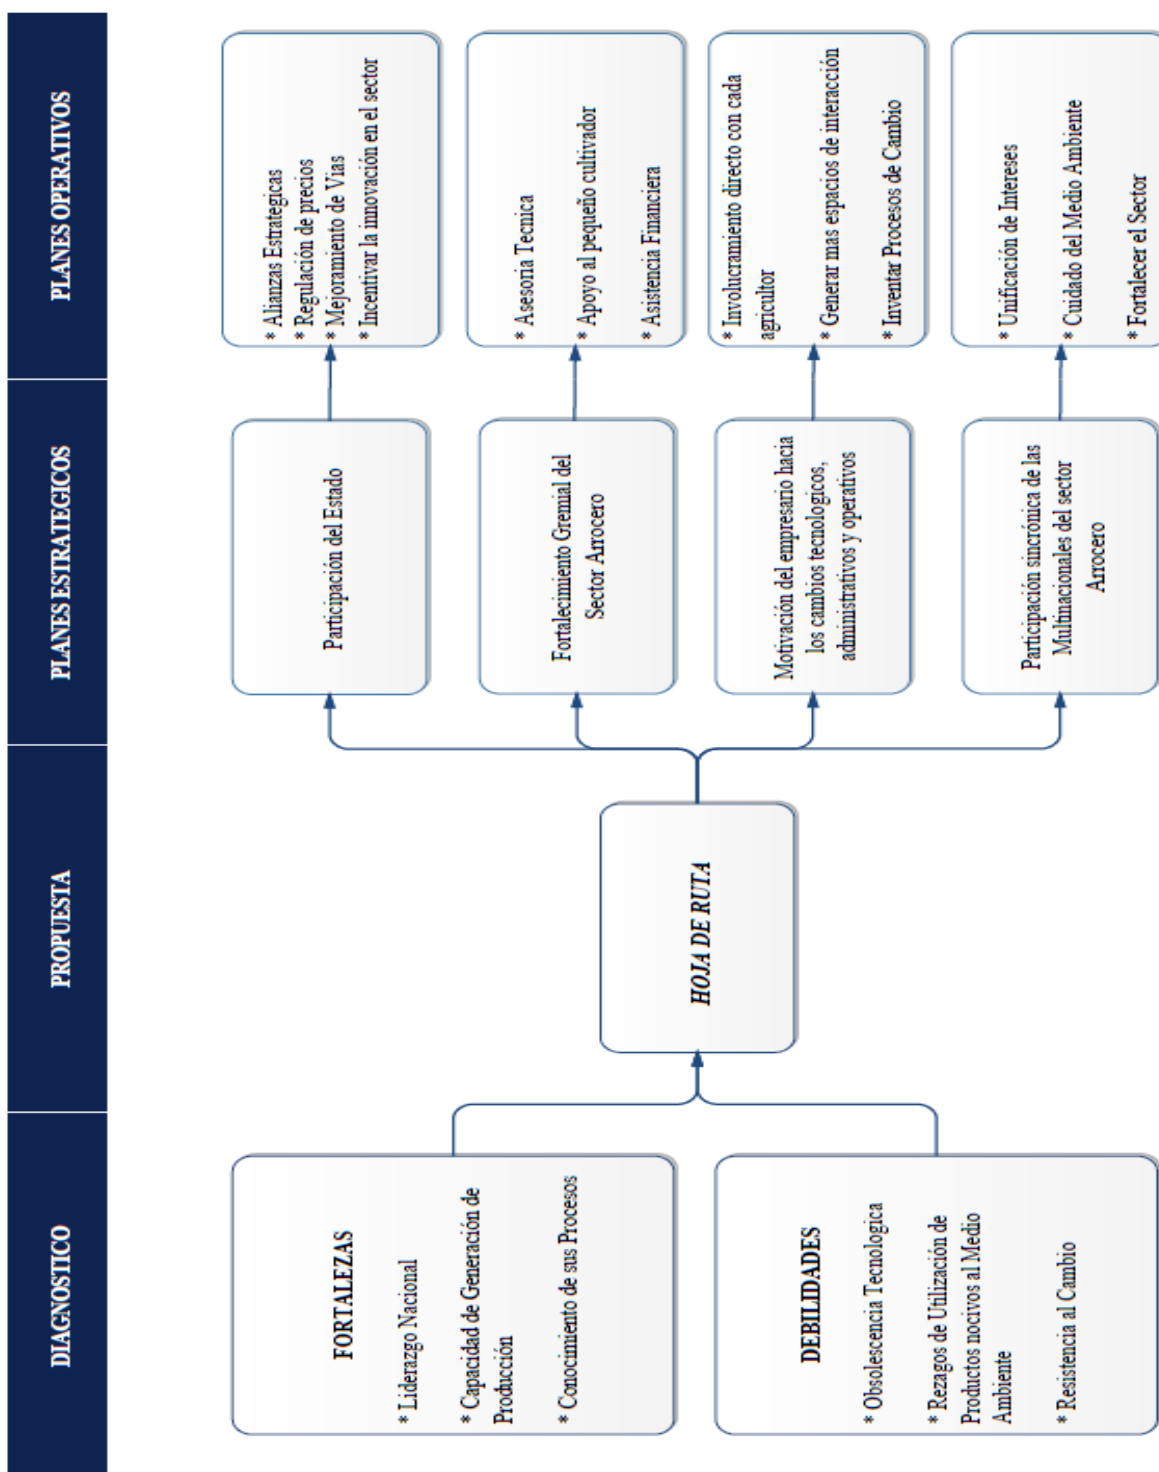 DIAGNOSTICO
PROPUESTA
PLANES ESTRATEGICOS
PLANES OPERATIVOS
FORTALEZAS
* Liderazgo Nacional
* Capacidad de Generación de
Producción
* Conocimiento de sus Procesos
DEBILIDADES
* Obsolescencia Tecnologica
* Rezagos de Utilización de
Productos nocivos al Medio
Ambiente
* Resistencia al Cambio
HOJA DE RUTA
Participación del Estado
Fortalecimiento Gremial del
Sector Arrocero
Motivación del empresario hacia
los cambios tecnologicos,
administrativos y operativos
Participación sincrónica de las
Multinacionales del sector
Arrocero
* Alianzas Estrategicas
* Regulación de precios
* Mejoramiento de Vias
* Incentivar la innovación en el sector
* Asesoria Tecnica
* Apoyo al pequeño cultivador
* Asistencia Financiera
* Involucramiento directo con cada
agricultor
* Generar mas espacios de interacción
* Inventar Procesos de Cambio
* Unificación de Intereses
* Cuidado del Medio Ambiente
* Fortalecer el Sector